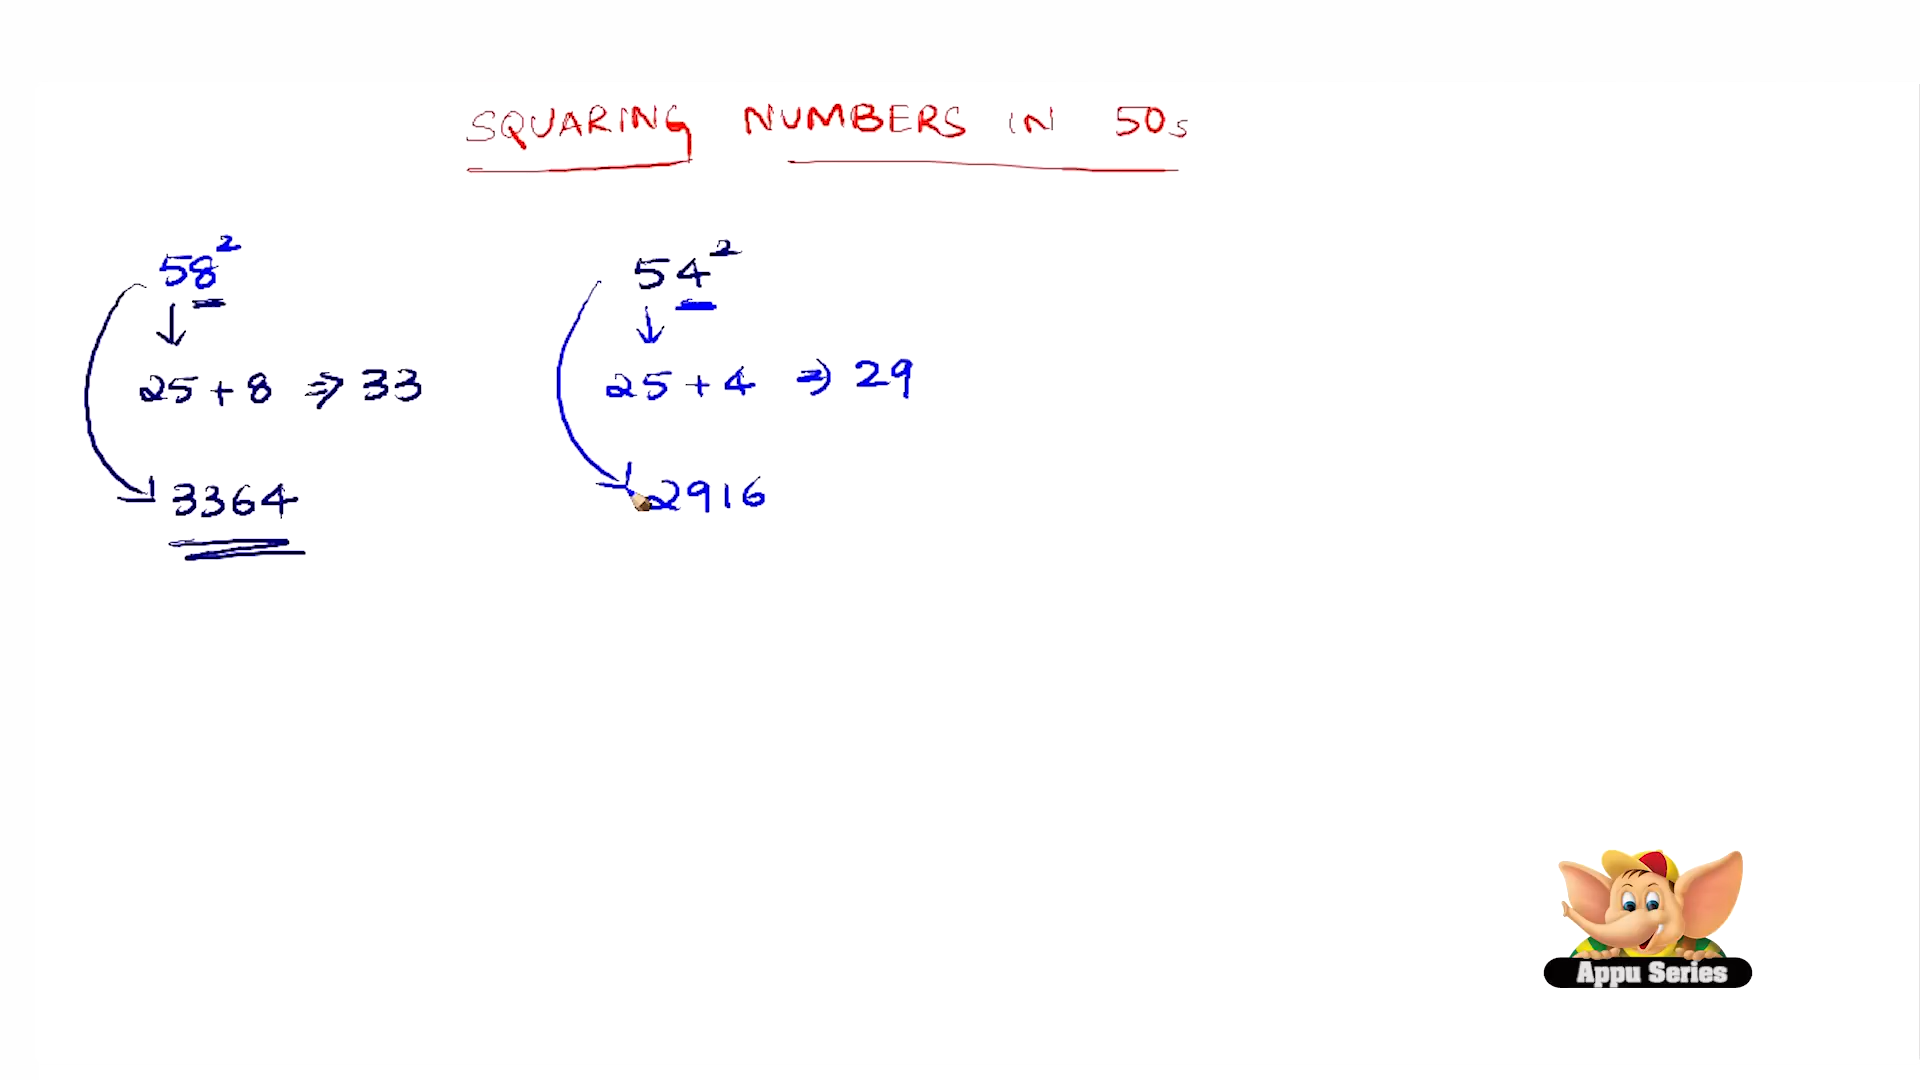 SQUARING NUMBERS IN 50s
58² 54²
25 + 8 ⇒ 33 25 + 4 ⇒ 29
3364 2916
Appu Series